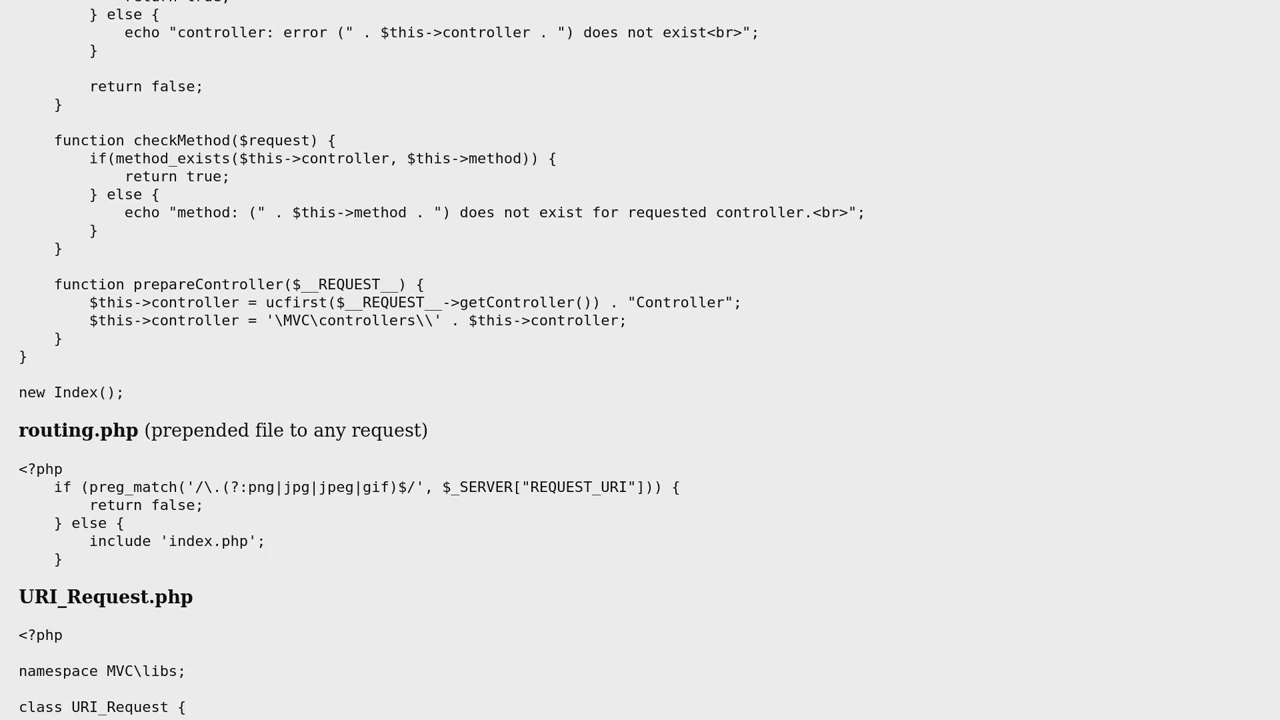 return true;
} else {
echo "controller: error (" . $this->controller . ") does not exist<br>";
}
return false;
}
function checkMethod($request) {
if(method_exists($this->controller, $this->method)) {
return true;
} else {
echo "method: (" . $this->method . ") does not exist for requested controller.<br>";
}
}
function prepareController($__REQUEST__) {
$this->controller = ucfirst($__REQUEST__->getController()) . "Controller";
$this->controller = '\MVC\controllers\\' . $this->controller;
}
}
new Index();
routing.php (prepended file to any request)
<?php
if (preg_match('/\.(?:png|jpg|jpeg|gif)$/', $_SERVER["REQUEST_URI"])) {
return false;
} else {
include 'index.php';
}
URI_Request.php
<?php
namespace MVC\libs;
class URI_Request {